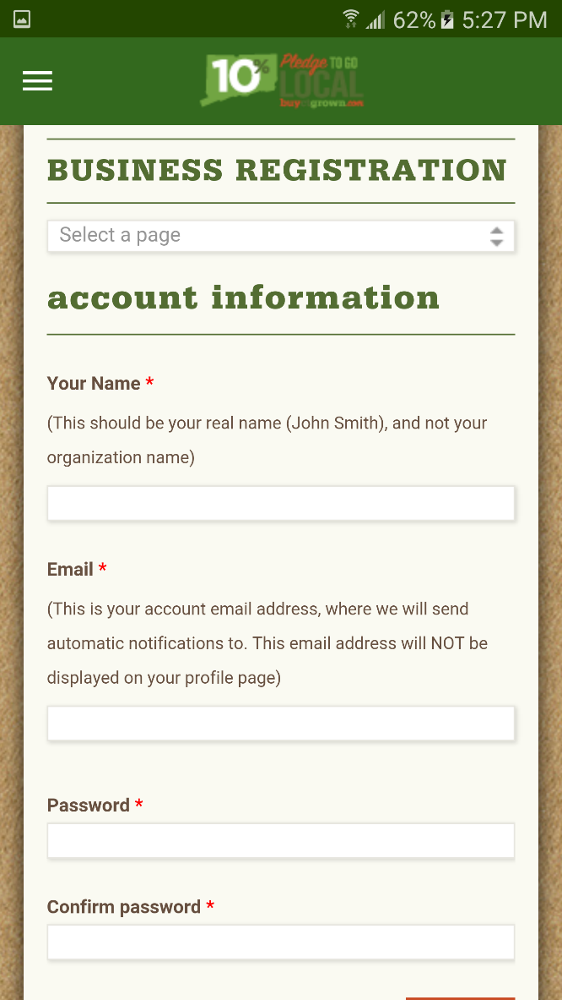 62% 5:27 PM
10% Pledge TO GO
LOCAL
buyctgrown.com
BUSINESS REGISTRATION
Select a page
account information
Your Name *
(This should be your real name (John Smith), and not your
organization name)
Email *
(This is your account email address, where we will send
automatic notifications to. This email address will NOT be
displayed on your profile page)
Password *
Confirm password *